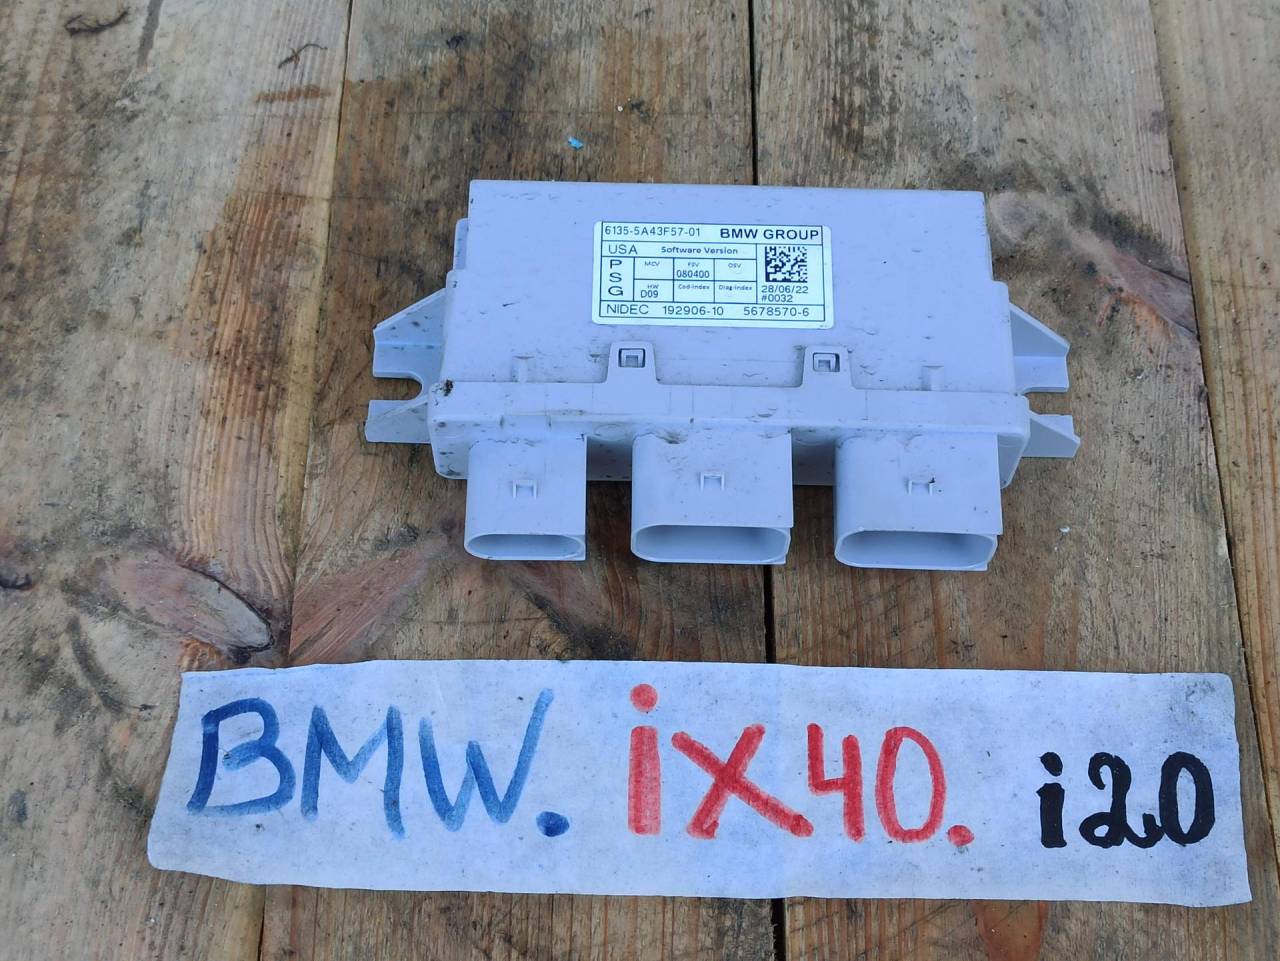 6135-5A43F57-01 BMW GROUP
USA Software Version
P MCV FSV OSV
S 080400
G HW Cod-Index Diag-Index 28/06/22
D09 #0032
NIDEC 192906-10 5678570-6
BMW. iX40. i20